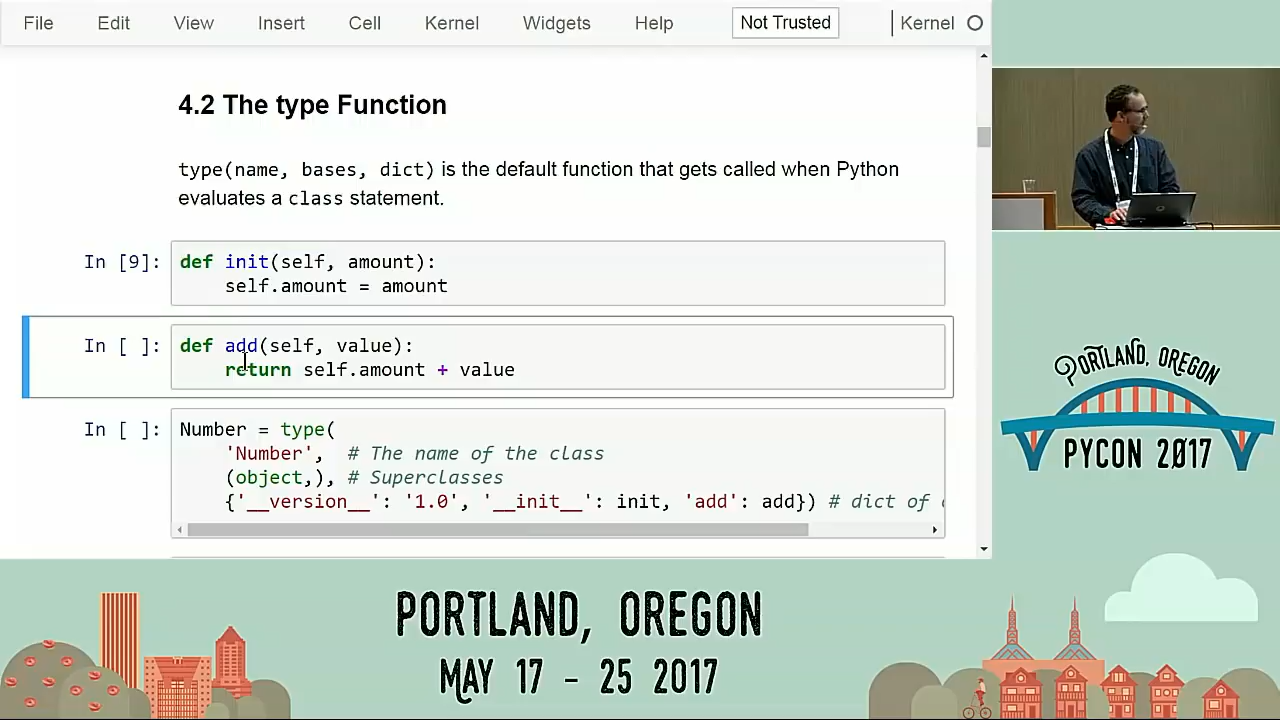 File Edit View Insert Cell Kernel Widgets Help Not Trusted Kernel
4.2 The type Function
type(name, bases, dict) is the default function that gets called when Python
evaluates a class statement.
In [9]: def init(self, amount):
self.amount = amount
In [ ]: def add(self, value):
return self.amount + value
In [ ]: Number = type(
'Number', # The name of the class
(object,), # Superclasses
{'__version__': '1.0', '__init__': init, 'add': add}) # dict of
PORTLAND, OREGON
PYCON 2017
PORTLAND, OREGON
MAY 17 - 25 2017